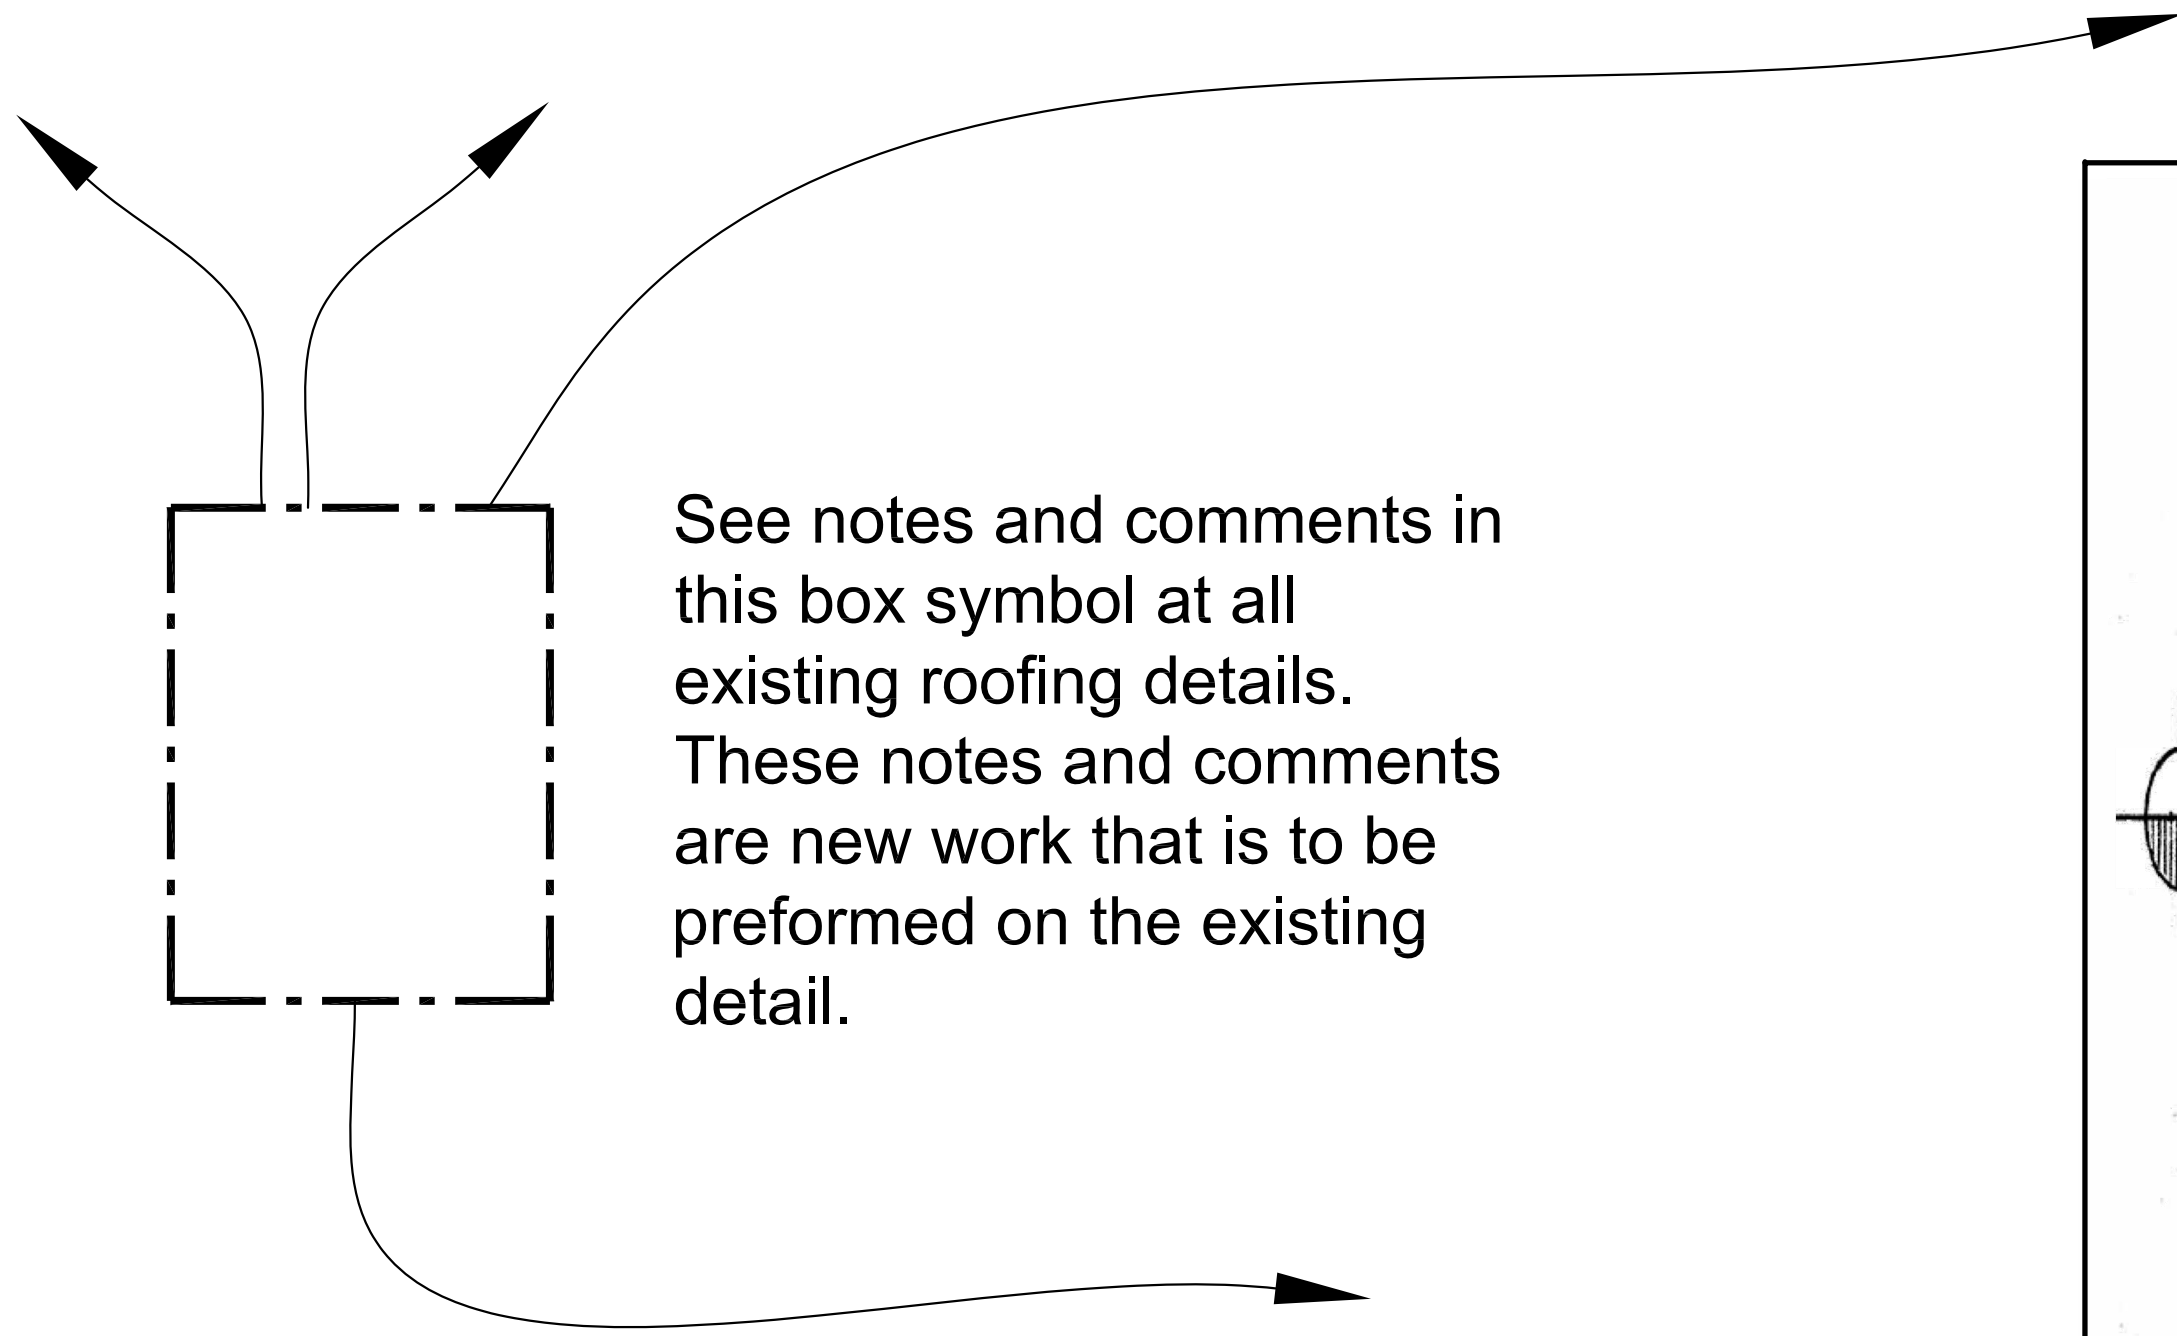 See notes and comments in
this box symbol at all
existing roofing details.
These notes and comments
are new work that is to be
preformed on the existing
detail.